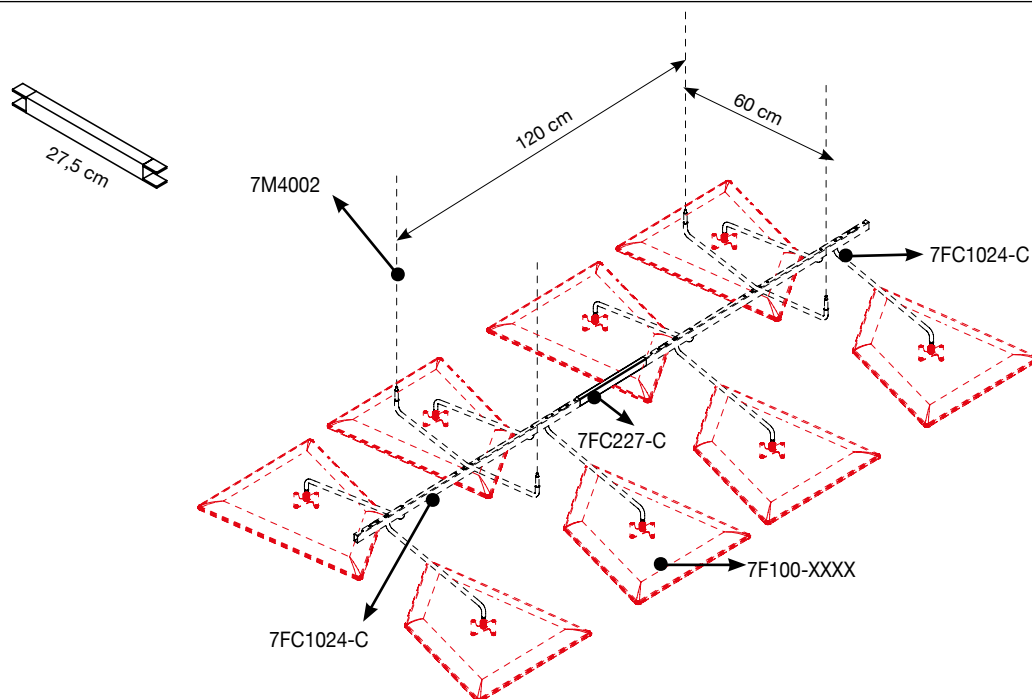 120 cm
60 cm
27,5 cm
7M4002
7FC1024-C
7FC227-C
7F100-XXXX
7FC1024-C